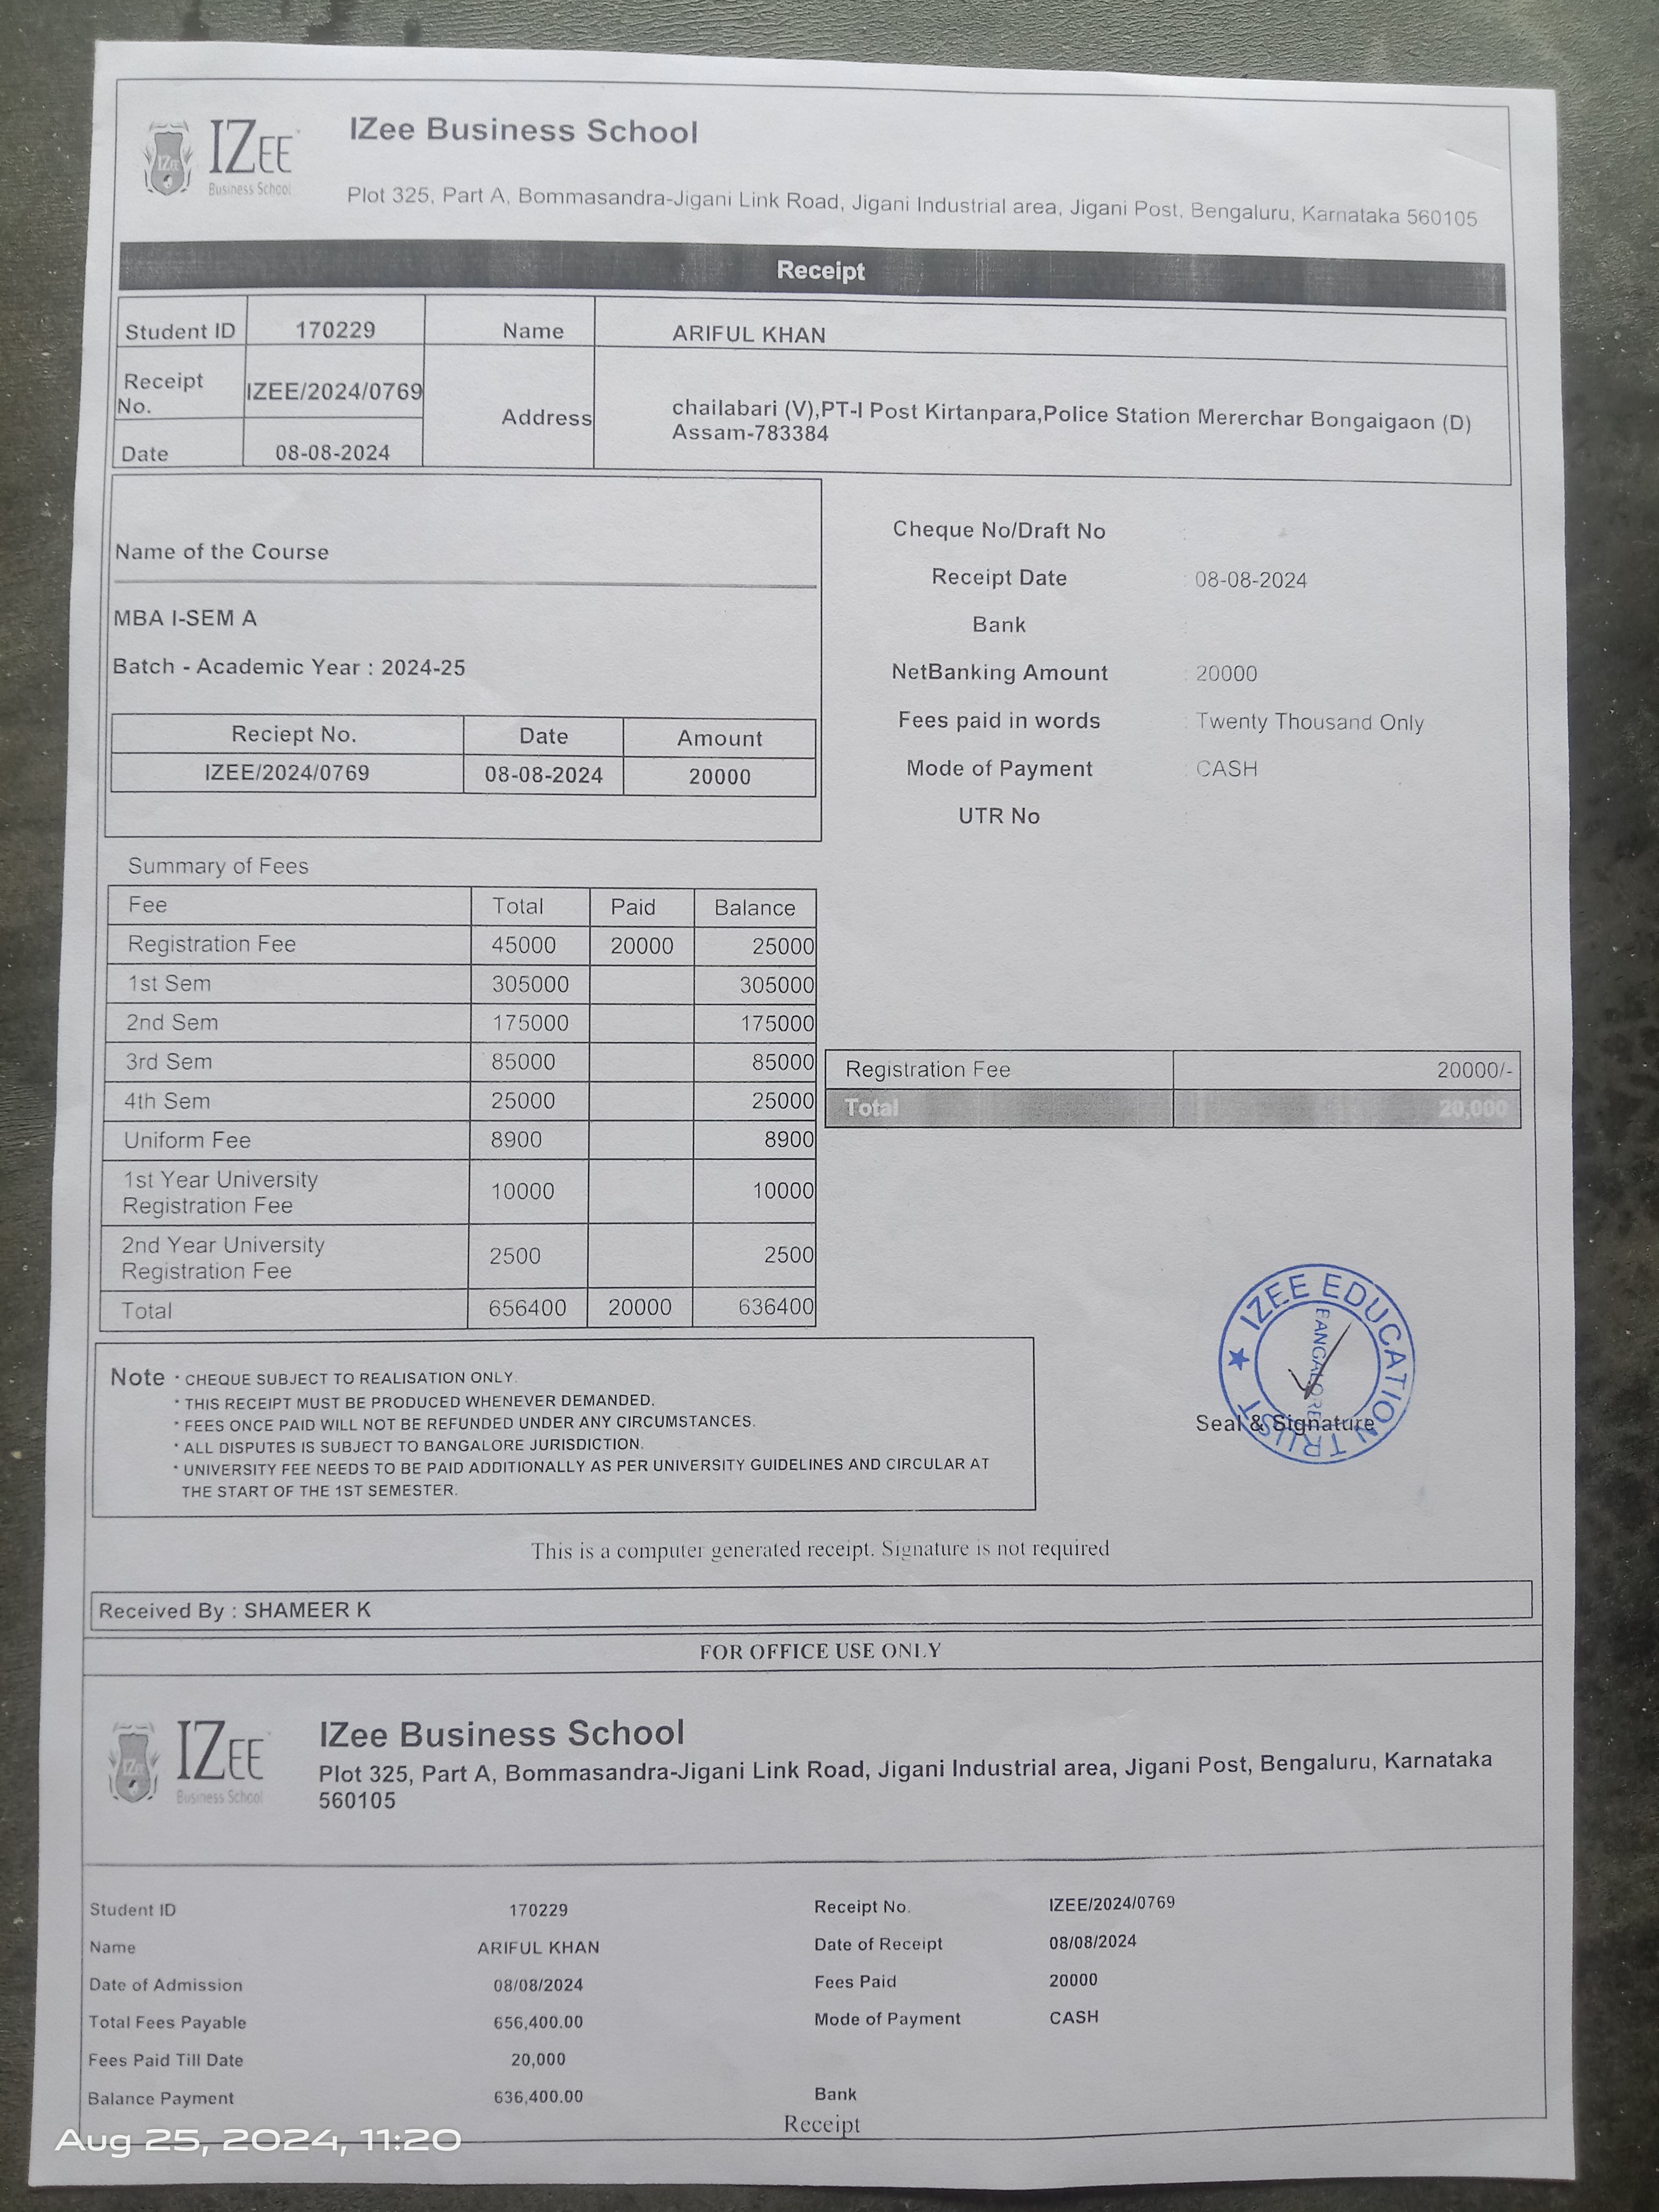 IZEE
Business School
IZee Business School
Plot 325, Part A, Bommasandra-Jigani Link Road, Jigani Industrial area, Jigani Post, Bengaluru, Karnataka 560105
Receipt
Student ID 170229 Name ARIFUL KHAN
Receipt No. IZEE/2024/0769
Address chailabari (V),PT-I Post Kirtanpara,Police Station Mererchar Bongaigaon (D)
Assam-783384
Date 08-08-2024
Name of the Course
MBA I-SEM A
Batch - Academic Year : 2024-25
Reciept No. Date Amount
IZEE/2024/0769 08-08-2024 20000
Cheque No/Draft No :
Receipt Date : 08-08-2024
Bank :
NetBanking Amount : 20000
Fees paid in words : Twenty Thousand Only
Mode of Payment : CASH
UTR No :
Summary of Fees
Fee Total Paid Balance
Registration Fee 45000 20000 25000
1st Sem 305000 305000
2nd Sem 175000 175000
3rd Sem 85000 85000
4th Sem 25000 25000
Uniform Fee 8900 8900
1st Year University
Registration Fee 10000 10000
2nd Year University
Registration Fee 2500 2500
Total 656400 20000 636400
Registration Fee 20000/-
Total 20,000
IZEE EDUCATION TRUST
BANGALORE
Seal & Signature
Note * CHEQUE SUBJECT TO REALISATION ONLY.
* THIS RECEIPT MUST BE PRODUCED WHENEVER DEMANDED.
* FEES ONCE PAID WILL NOT BE REFUNDED UNDER ANY CIRCUMSTANCES.
* ALL DISPUTES IS SUBJECT TO BANGALORE JURISDICTION.
* UNIVERSITY FEE NEEDS TO BE PAID ADDITIONALLY AS PER UNIVERSITY GUIDELINES AND CIRCULAR AT
THE START OF THE 1ST SEMESTER.
This is a computer generated receipt. Signature is not required
Received By : SHAMEER K
FOR OFFICE USE ONLY
IZEE
Business School
IZee Business School
Plot 325, Part A, Bommasandra-Jigani Link Road, Jigani Industrial area, Jigani Post, Bengaluru, Karnataka
560105
Student ID 170229 Receipt No. IZEE/2024/0769
Name ARIFUL KHAN Date of Receipt 08/08/2024
Date of Admission 08/08/2024 Fees Paid 20000
Total Fees Payable 656,400.00 Mode of Payment CASH
Fees Paid Till Date 20,000
Balance Payment 636,400.00 Bank
Receipt
Aug 25, 2024, 11:20